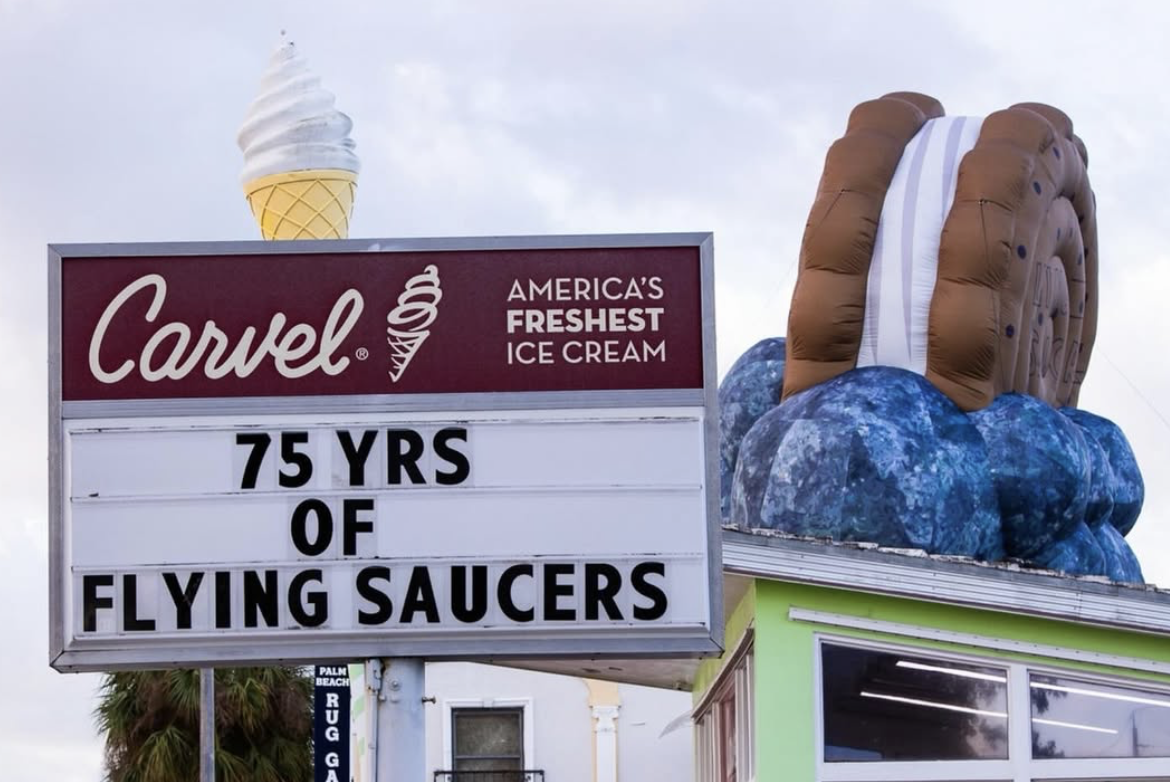 Carvel®
AMERICA'S
FRESHEST
ICE CREAM
75 YRS
OF
FLYING SAUCERS
PALM
BEACH
RUG